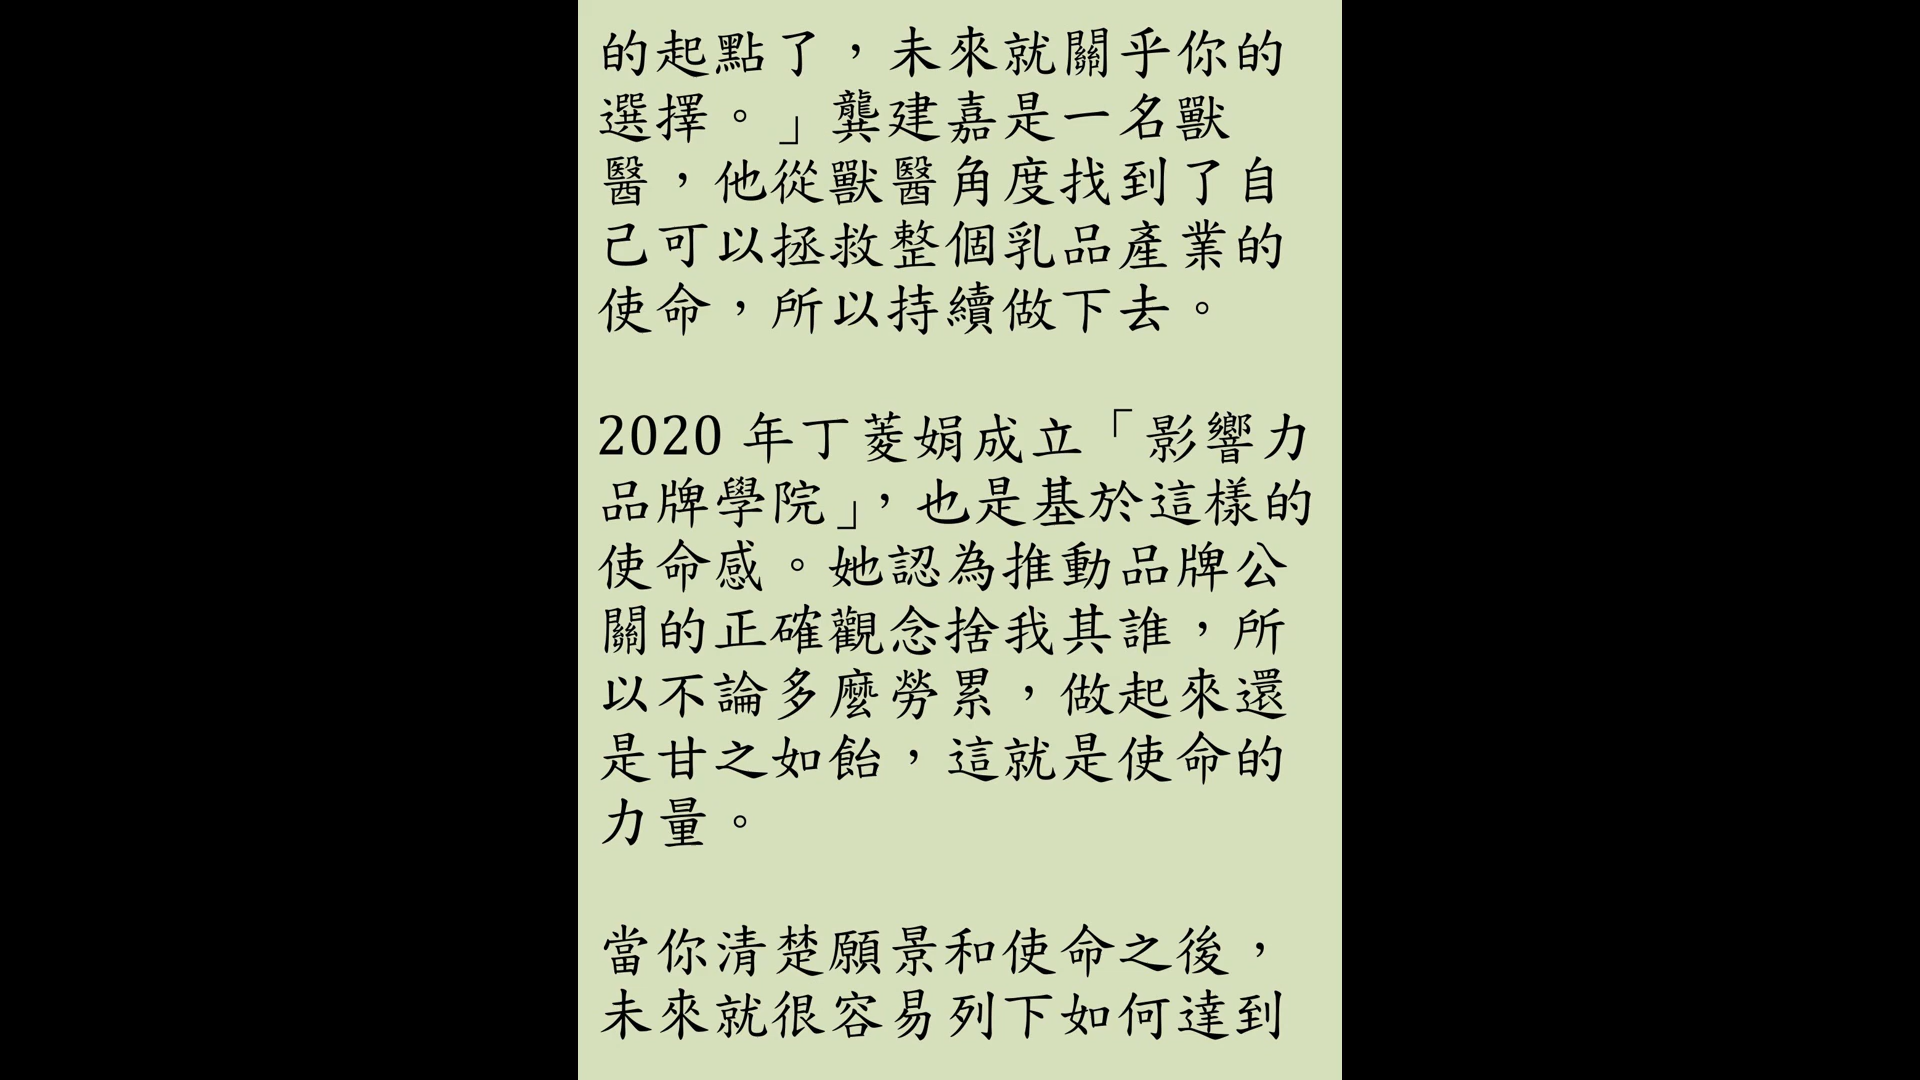 的起點了，未來就關乎你的
選擇。」龔建嘉是一名獸
醫，他從獸醫角度找到了自
己可以拯救整個乳品產業的
使命，所以持續做下去。
2020 年丁菱娟成立「影響力
品牌學院」，也是基於這樣的
使命感。她認為推動品牌公
關的正確觀念捨我其誰，所
以不論多麼勞累，做起來還
是甘之如飴，這就是使命的
力量。
當你清楚願景和使命之後，
未來就很容易列下如何達到